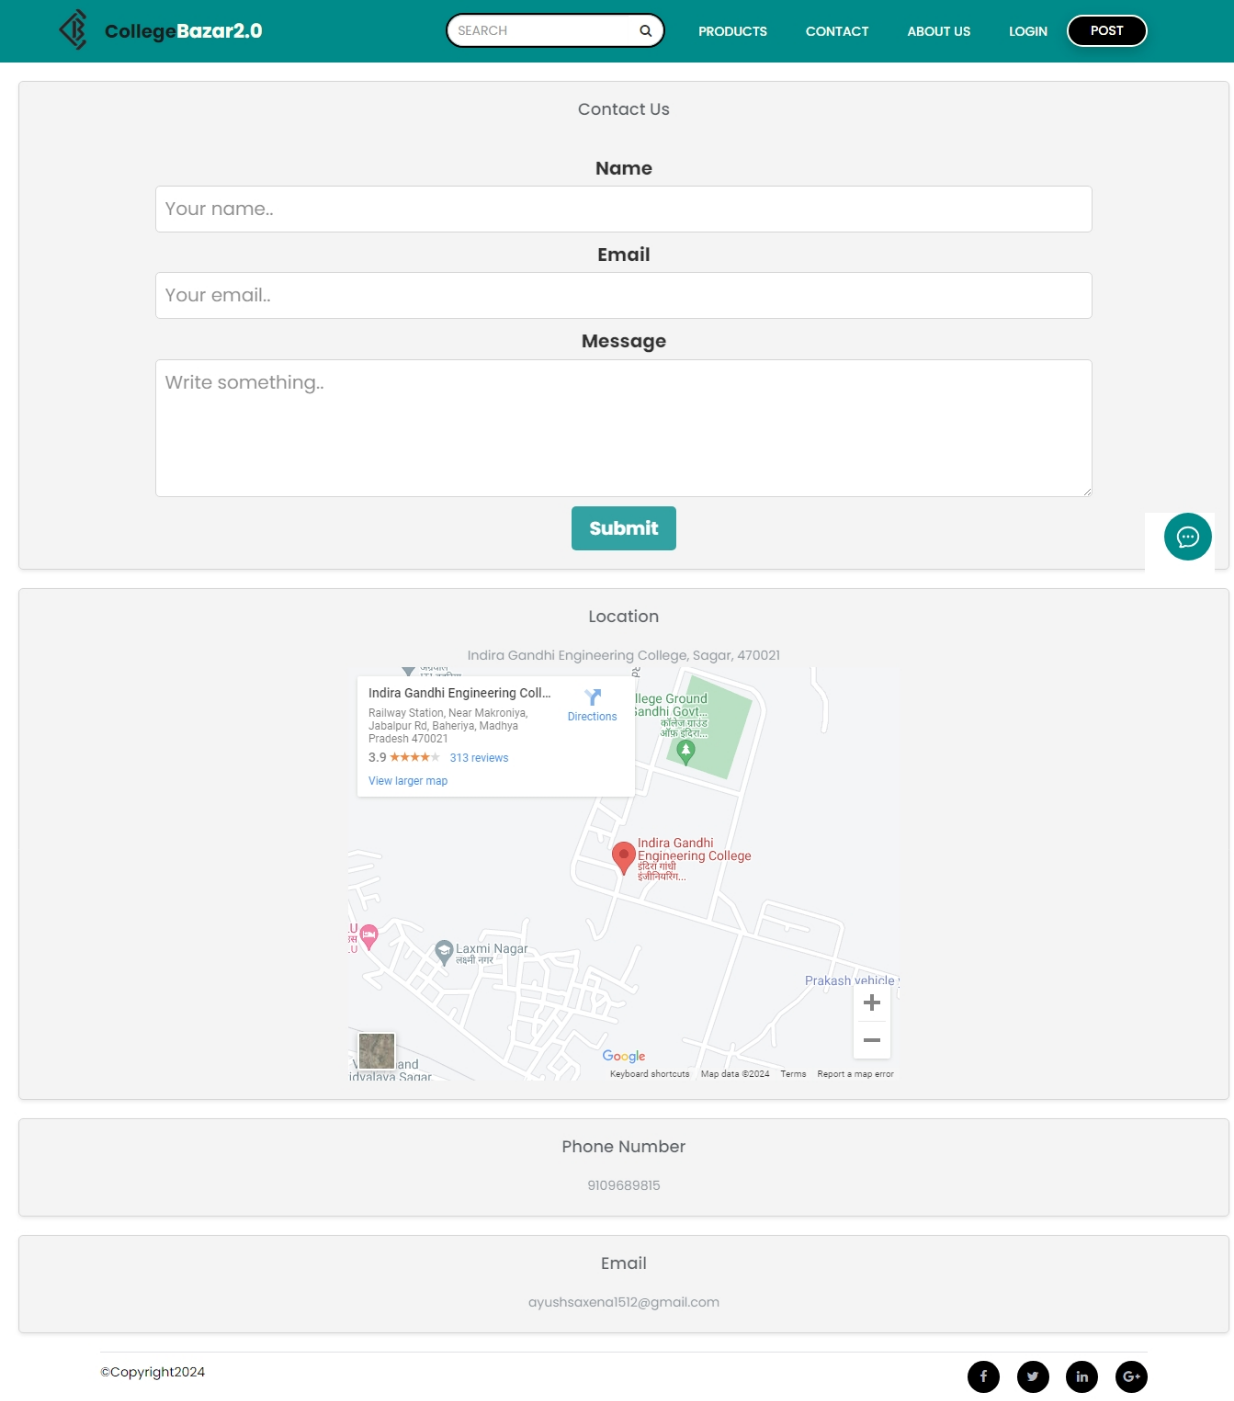 CollegeBazar2.0
SEARCH
PRODUCTS
CONTACT
ABOUT US
LOGIN
POST
Contact Us
Name
Your name..
Email
Your email..
Message
Write something..
Submit
Location
Indira Gandhi Engineering College, Sagar, 470021
Indira Gandhi Engineering Coll...
Directions
Railway Station, Near Makroniya,
Jabalpur Rd, Baheriya, Madhya
Pradesh 470021
3.9
313 reviews
View larger map
llege Ground
andhi Govt...
कॉलेज ग्राउंड
ऑफ़ इंदिरा...
Indira Gandhi
Engineering College
इंदिरा गांधी
इंजीनियरिंग...
LU
Laxmi Nagar
लक्ष्मी नगर
Prakash vehicle
and
idyalaya Sagar
Google
Keyboard shortcuts
Map data ©2024
Terms
Report a map error
Phone Number
9109689815
Email
ayushsaxena1512@gmail.com
©Copyright2024